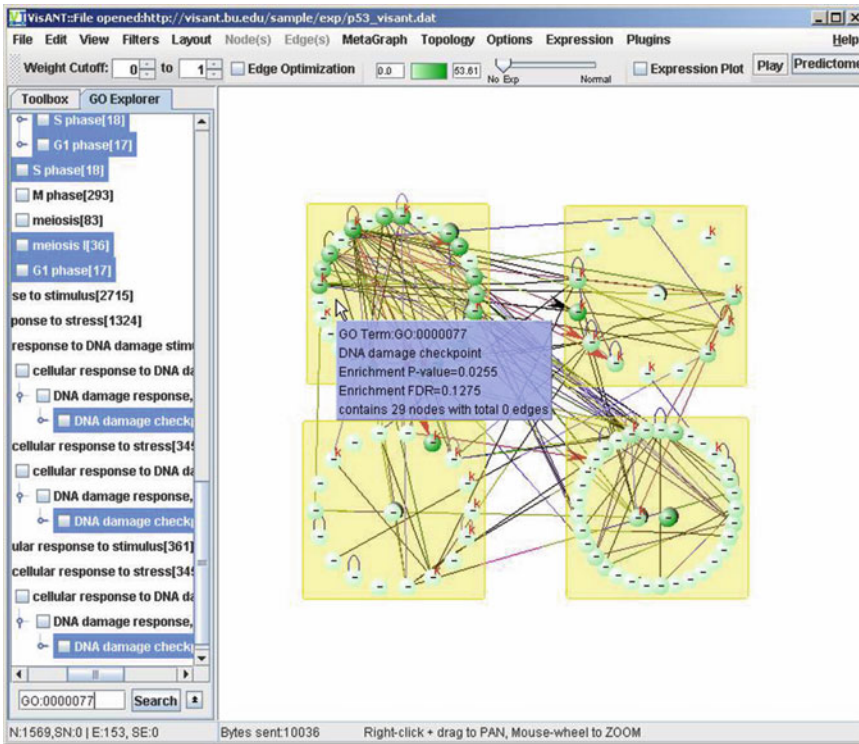 VisANT::File opened:http://visant.bu.edu/sample/exp/p53_visant.dat
File Edit View Filters Layout Node(s) Edge(s) MetaGraph Topology Options Expression Plugins Help
Weight Cutoff: 0 to 1 Edge Optimization 0.0 53.61 No Exp Normal Expression Plot Play Predictome
Toolbox GO Explorer
S phase[18]
G1 phase[17]
S phase[18]
M phase[293]
meiosis[83]
meiosis I[36]
G1 phase[17]
se to stimulus[2715]
ponse to stress[1324]
response to DNA damage stimu
cellular response to DNA da
DNA damage response,
DNA damage checkp
cellular response to stress[345
cellular response to DNA da
DNA damage response,
DNA damage checkp
ular response to stimulus[361]
cellular response to stress[345
cellular response to DNA da
DNA damage response,
DNA damage checkp
GO:0000077 Search
GO Term:GO:0000077
DNA damage checkpoint
Enrichment P-value=0.0255
Enrichment FDR=0.1275
contains 29 nodes with total 0 edges
N:1569,SN:0 | E:153, SE:0 Bytes sent:10036 Right-click + drag to PAN, Mouse-wheel to ZOOM